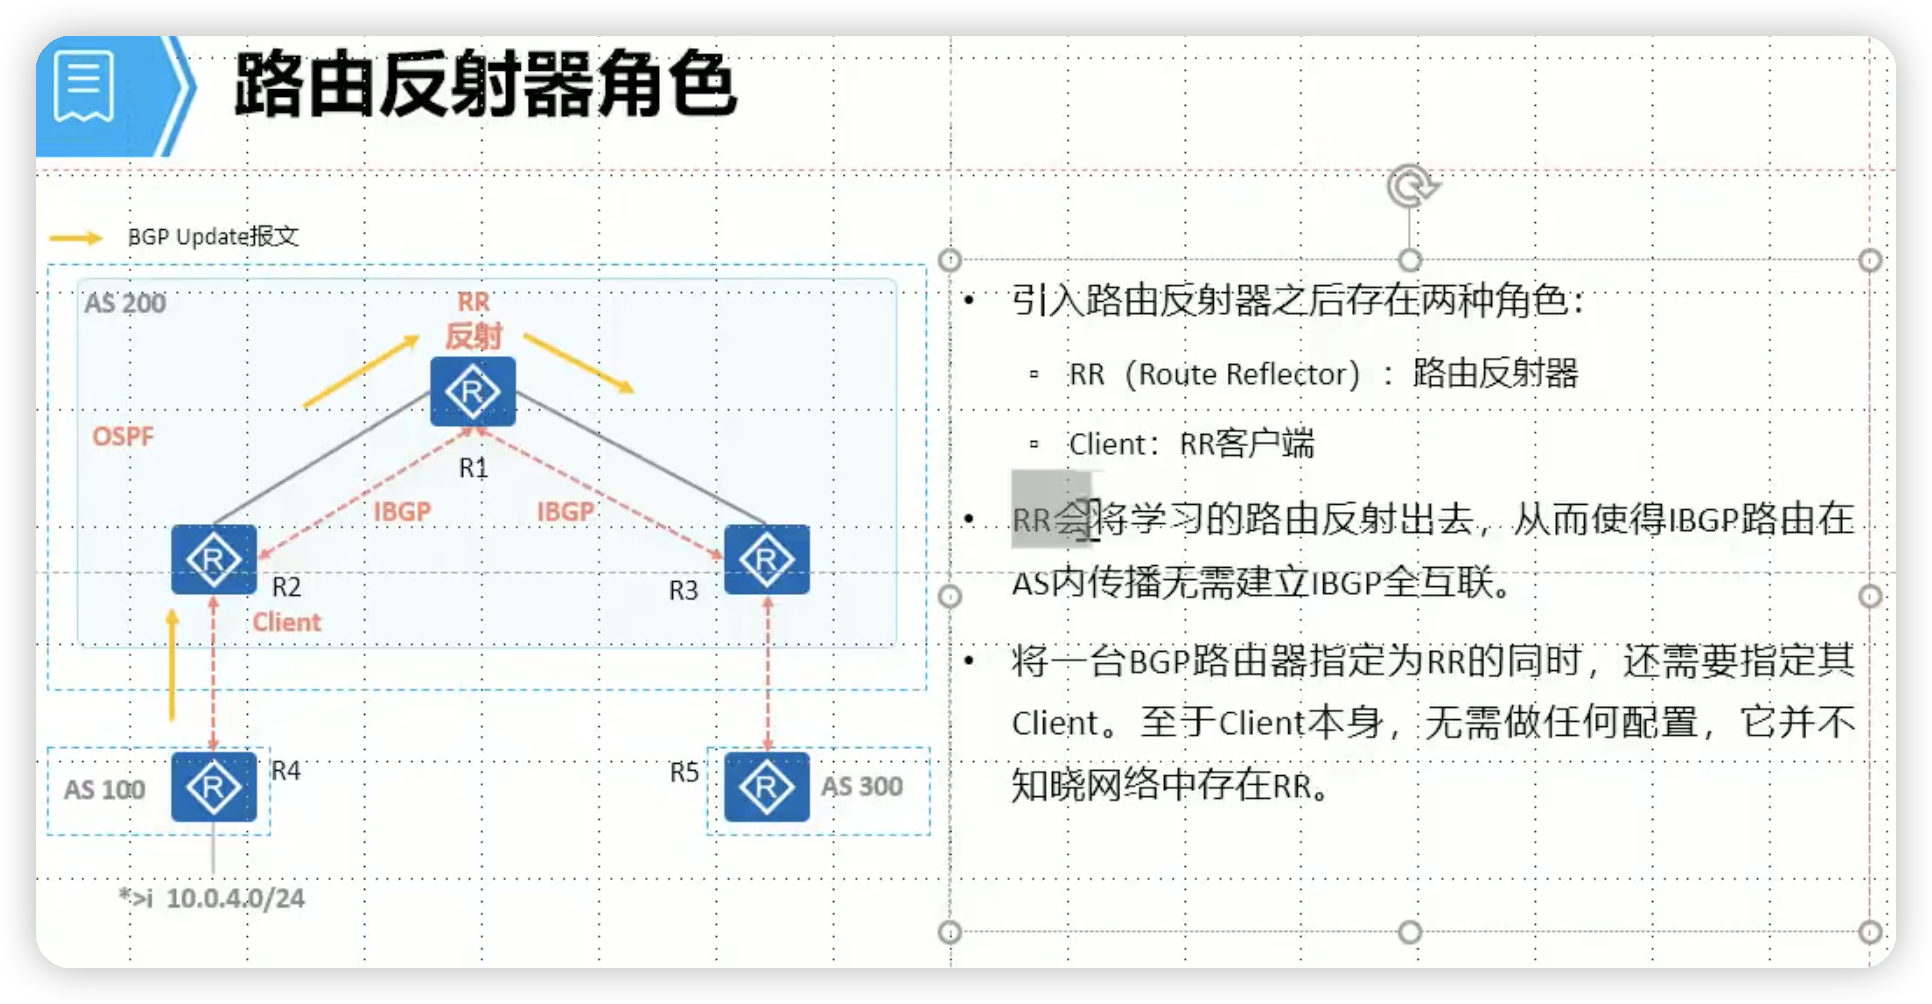 路由反射器角色
BGP Update报文
AS 200
RR
反射
OSPF
R1
IBGP
IBGP
R2
Client
R3
AS 100
R4
R5
AS 300
*>i 10.0.4.0/24
• 引入路由反射器之后存在两种角色：
▫ RR（Route Reflector）：路由反射器
▫ Client：RR客户端
• RR会将学习的路由反射出去，从而使得IBGP路由在
AS内传播无需建立IBGP全互联。
• 将一台BGP路由器指定为RR的同时，还需要指定其
Client。至于Client本身，无需做任何配置，它并不
知晓网络中存在RR。